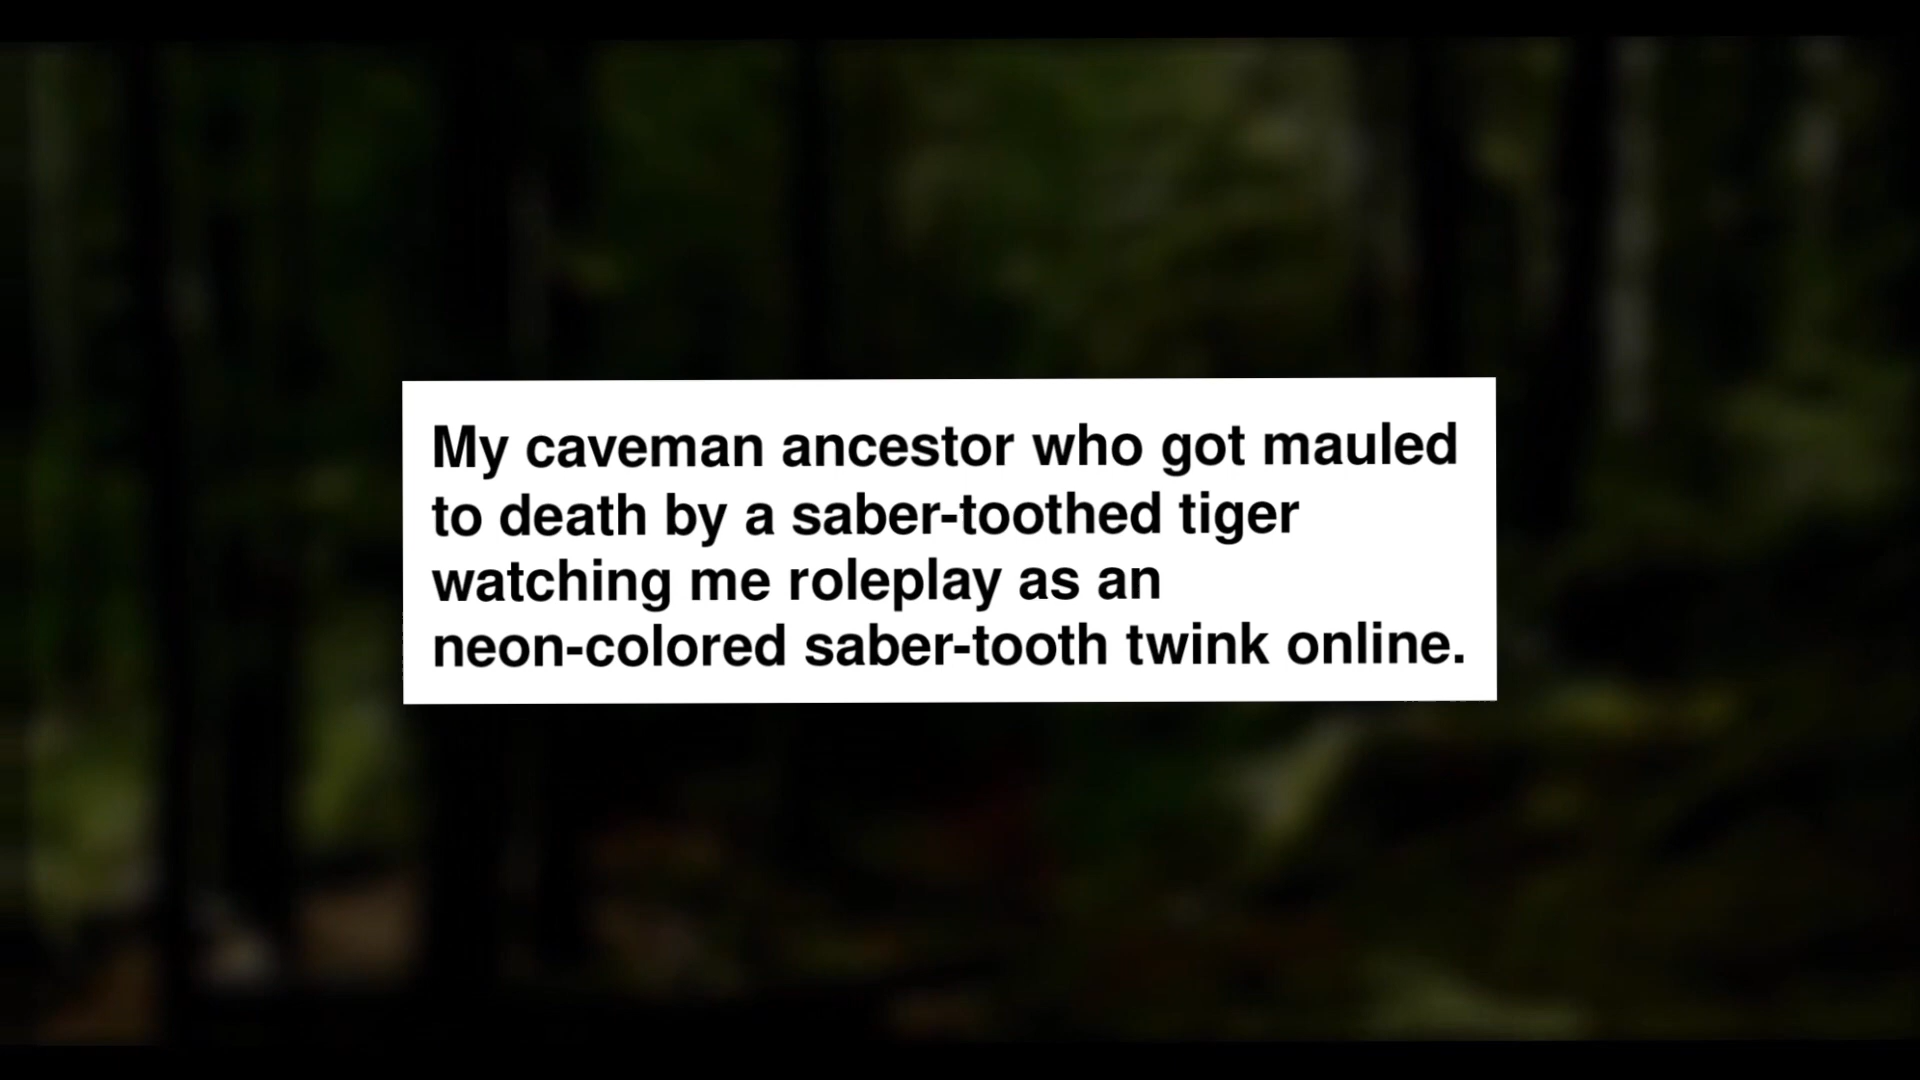 My caveman ancestor who got mauled
to death by a saber-toothed tiger
watching me roleplay as an
neon-colored saber-tooth twink online.